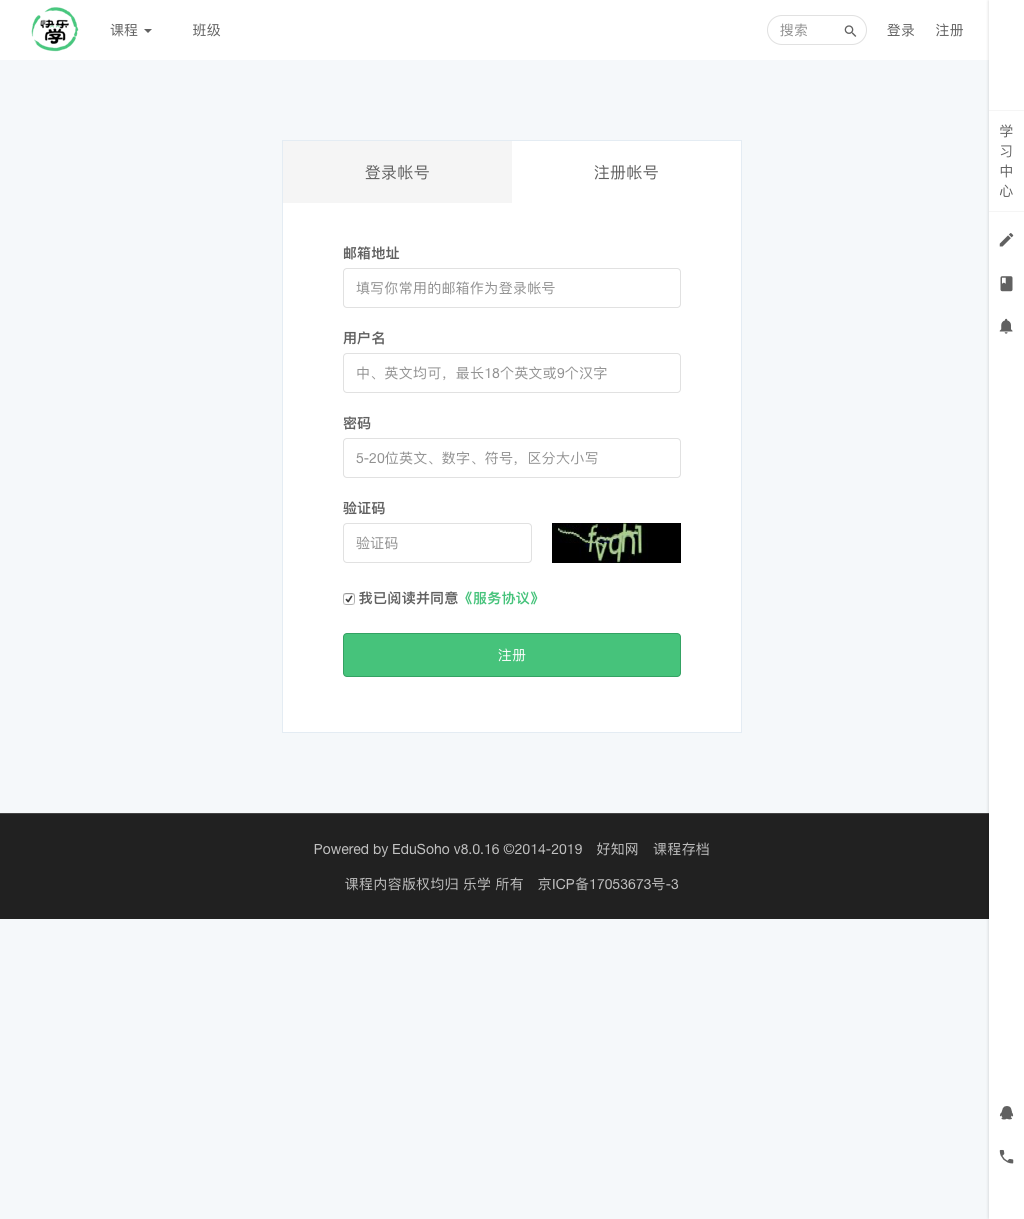 快乐
学
课程
班级
搜索
登录
注册
学
习
中
心
登录帐号
注册帐号
邮箱地址
填写你常用的邮箱作为登录帐号
用户名
中、英文均可，最长18个英文或9个汉字
密码
5-20位英文、数字、符号，区分大小写
验证码
验证码
我已阅读并同意《服务协议》
注册
Powered by EduSoho v8.0.16 ©2014-2019 好知网 课程存档
课程内容版权均归 乐学 所有 京ICP备17053673号-3